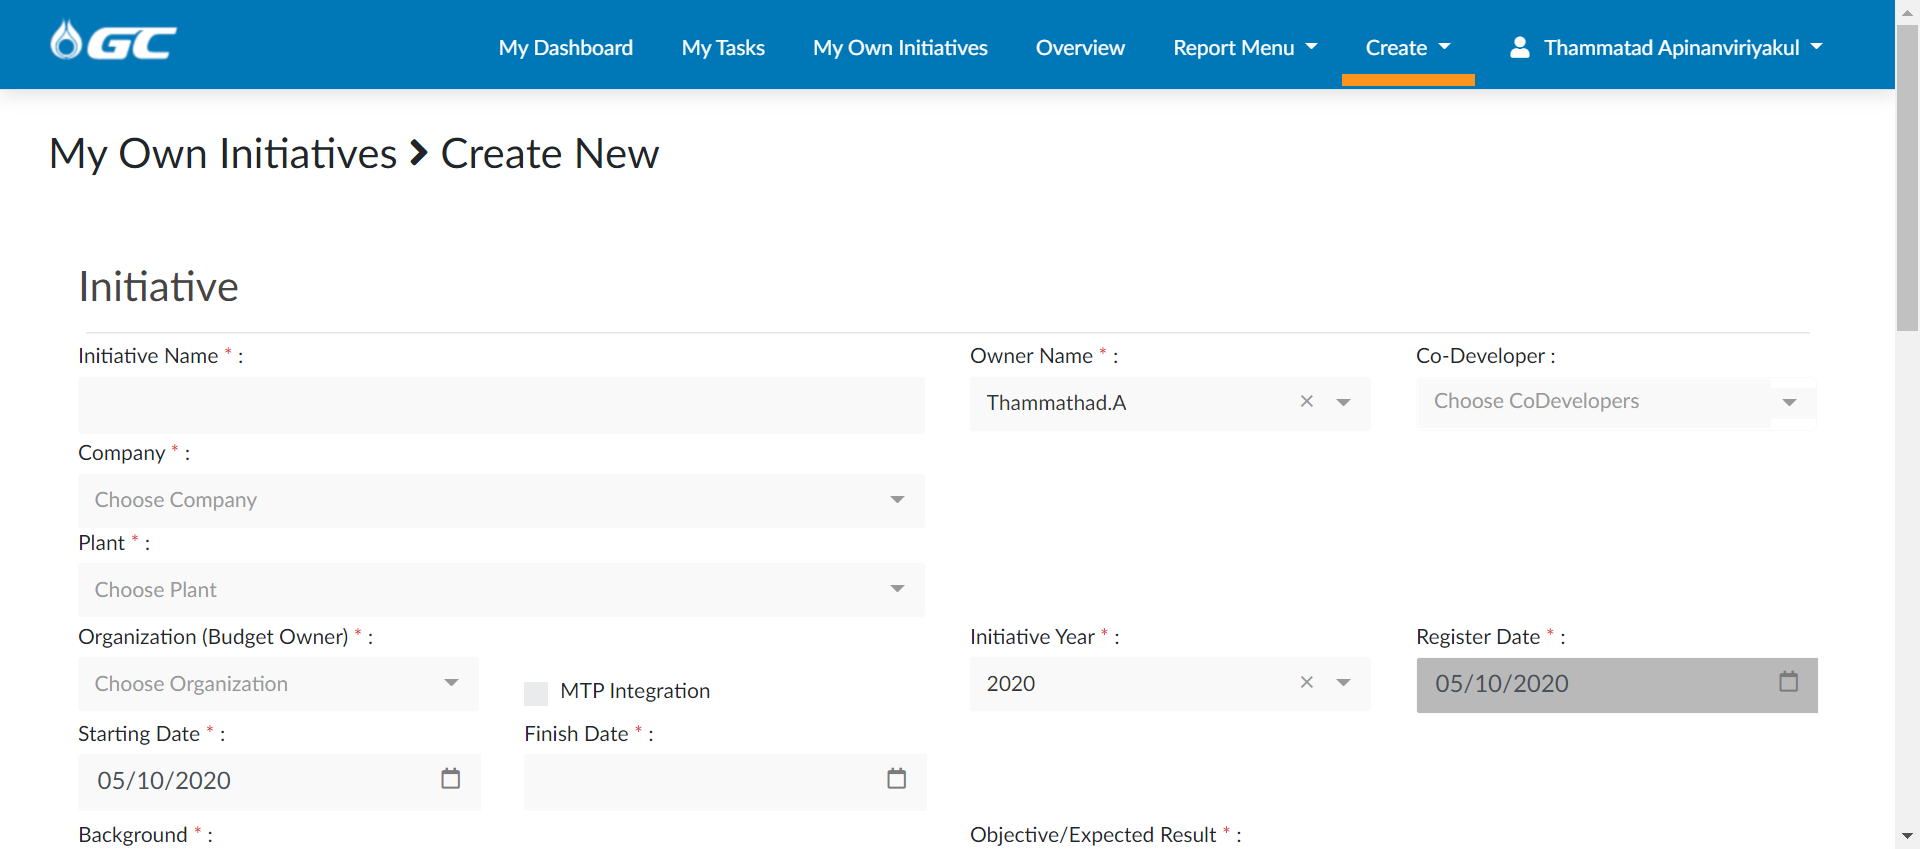 GC
My Dashboard My Tasks My Own Initiatives Overview Report Menu Create Thammatad Apinanviriyakul
My Own Initiatives > Create New
Initiative
Initiative Name * : Owner Name * : Co-Developer :
Thammathad.A × Choose CoDevelopers
Company * :
Choose Company
Plant * :
Choose Plant
Organization (Budget Owner) * : Initiative Year * : Register Date * :
Choose Organization MTP Integration 2020 × 05/10/2020
Starting Date * : Finish Date * :
05/10/2020
Background * : Objective/Expected Result * :